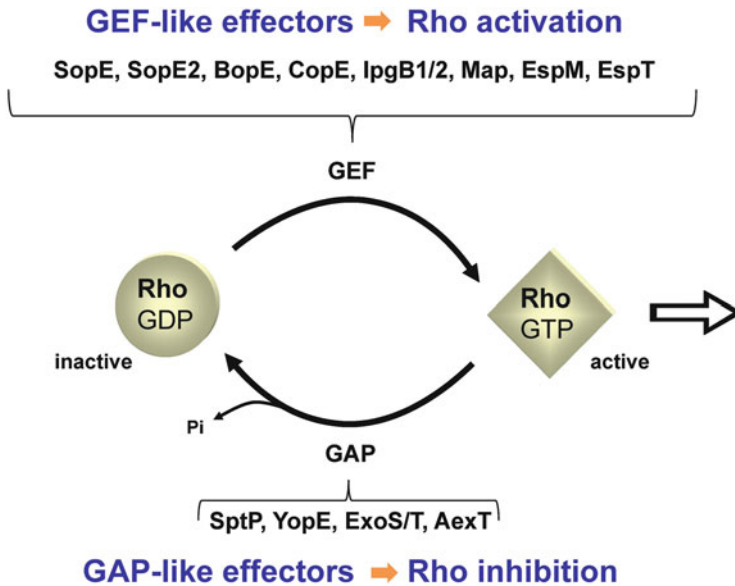 GEF-like effectors ➡ Rho activation
SopE, SopE2, BopE, CopE, IpgB1/2, Map, EspM, EspT
GEF
Rho
GDP
inactive
Rho
GTP
active
Pi
GAP
SptP, YopE, ExoS/T, AexT
GAP-like effectors ➡ Rho inhibition